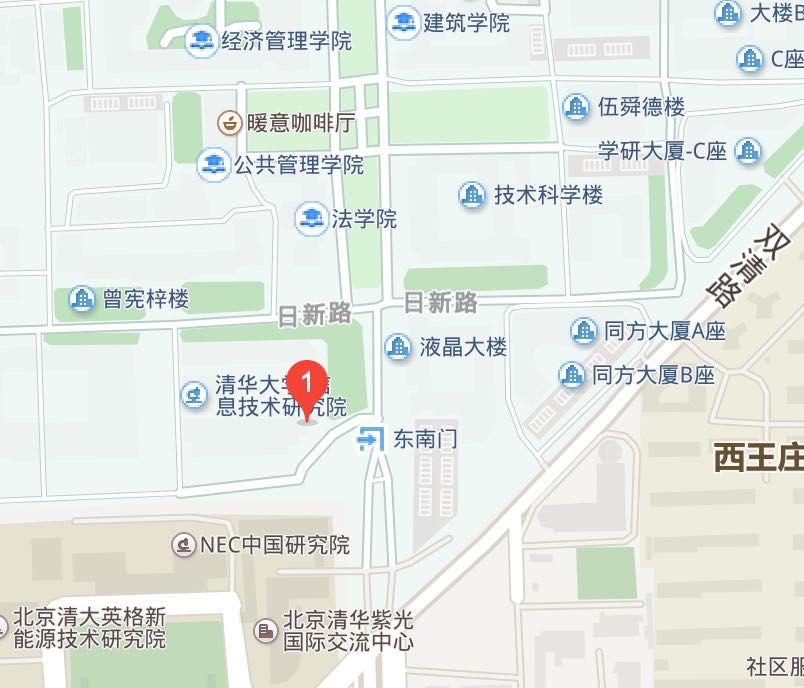 大楼B
建筑学院
经济管理学院
C座
伍舜德楼
暖意咖啡厅
学研大厦-C座
公共管理学院
技术科学楼
法学院
双清路
曾宪梓楼
日新路
日新路
同方大厦A座
液晶大楼
同方大厦B座
1
清华大学信
息技术研究院
东南门
西王庄
NEC中国研究院
北京清大英格新
能源技术研究院
北京清华紫光
国际交流中心
社区服